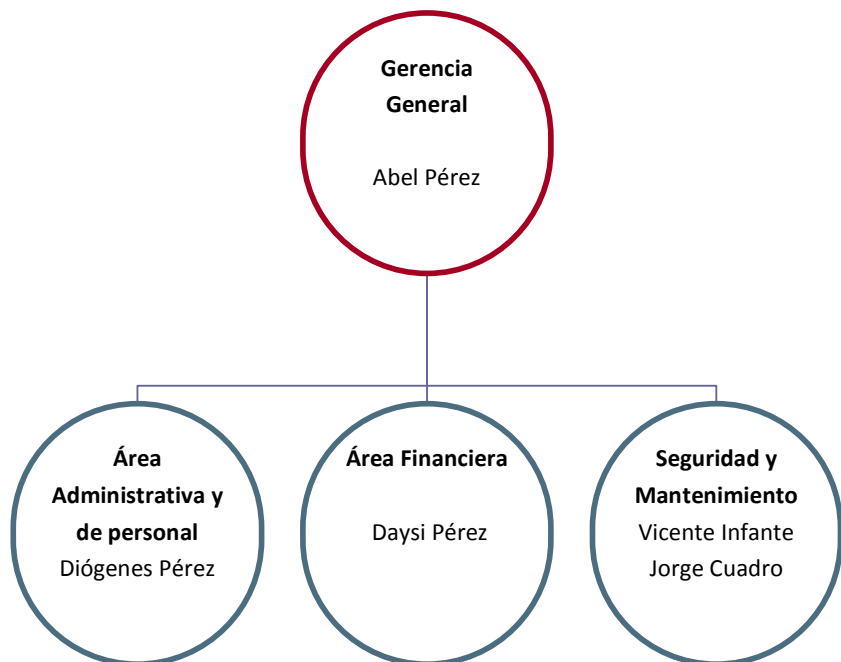 Gerencia
General
Abel Pérez
Área
Administrativa y
de personal
Diógenes Pérez
Área Financiera
Daysi Pérez
Seguridad y
Mantenimiento
Vicente Infante
Jorge Cuadro